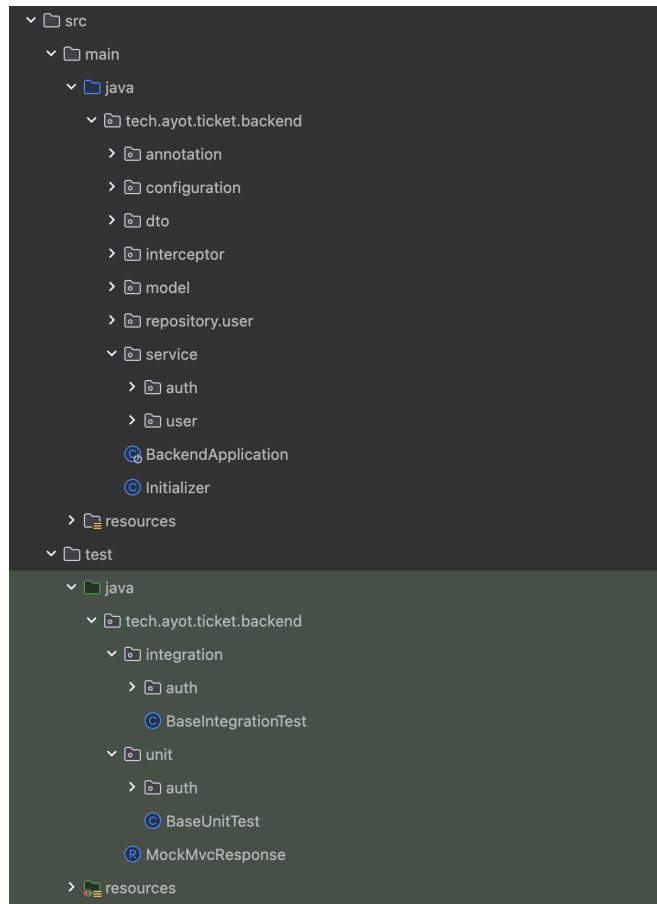 src
main
java
tech.ayot.ticket.backend
annotation
configuration
dto
interceptor
model
repository.user
service
auth
user
BackendApplication
Initializer
resources
test
java
tech.ayot.ticket.backend
integration
auth
BaseIntegrationTest
unit
auth
BaseUnitTest
MockMvcResponse
resources